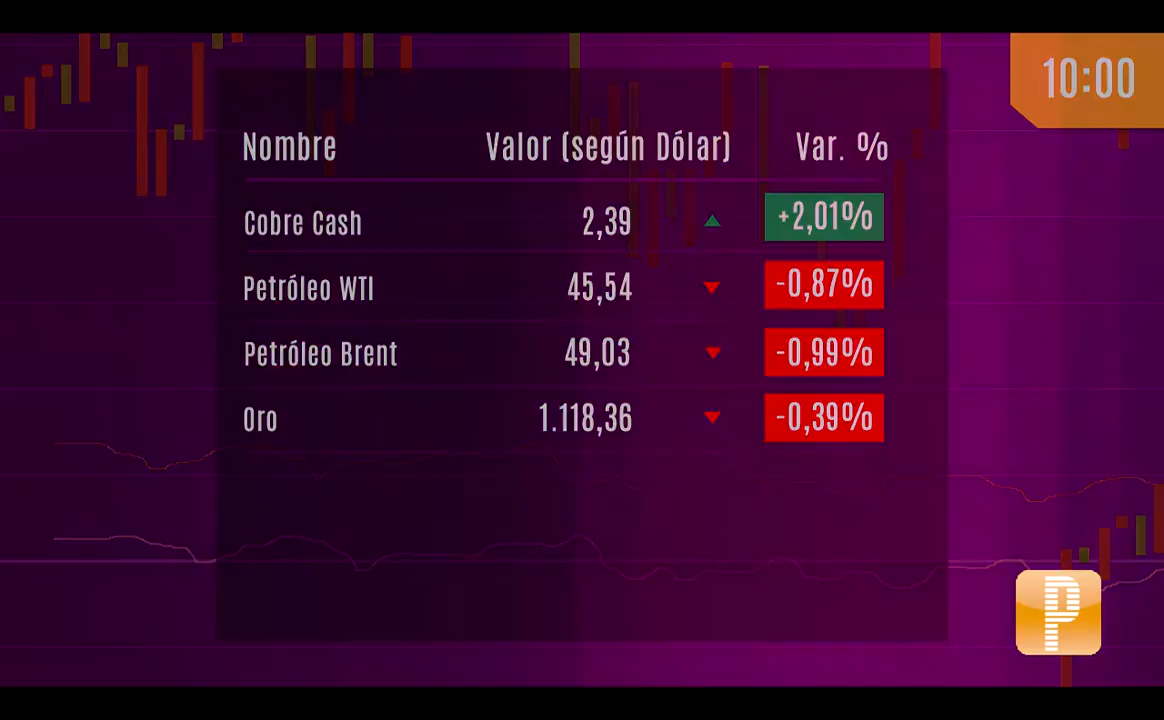 10:00
Nombre Valor (según Dólar) Var. %
Cobre Cash 2,39 +2,01%
Petróleo WTI 45,54 -0,87%
Petróleo Brent 49,03 -0,99%
Oro 1.118,36 -0,39%
P